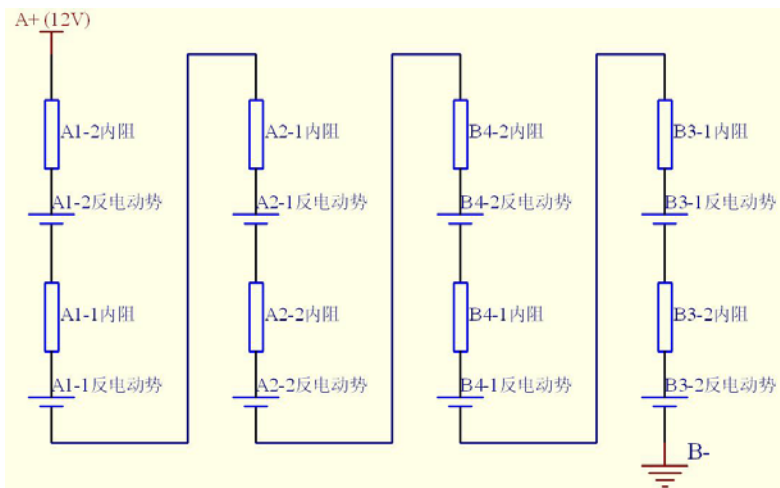 A+ (12V)
A1-2内阻
A2-1内阻
B4-2内阻
B3-1内阻
A1-2反电动势
A2-1反电动势
B4-2反电动势
B3-1反电动势
A1-1内阻
A2-2内阻
B4-1内阻
B3-2内阻
A1-1反电动势
A2-2反电动势
B4-1反电动势
B3-2反电动势
B-